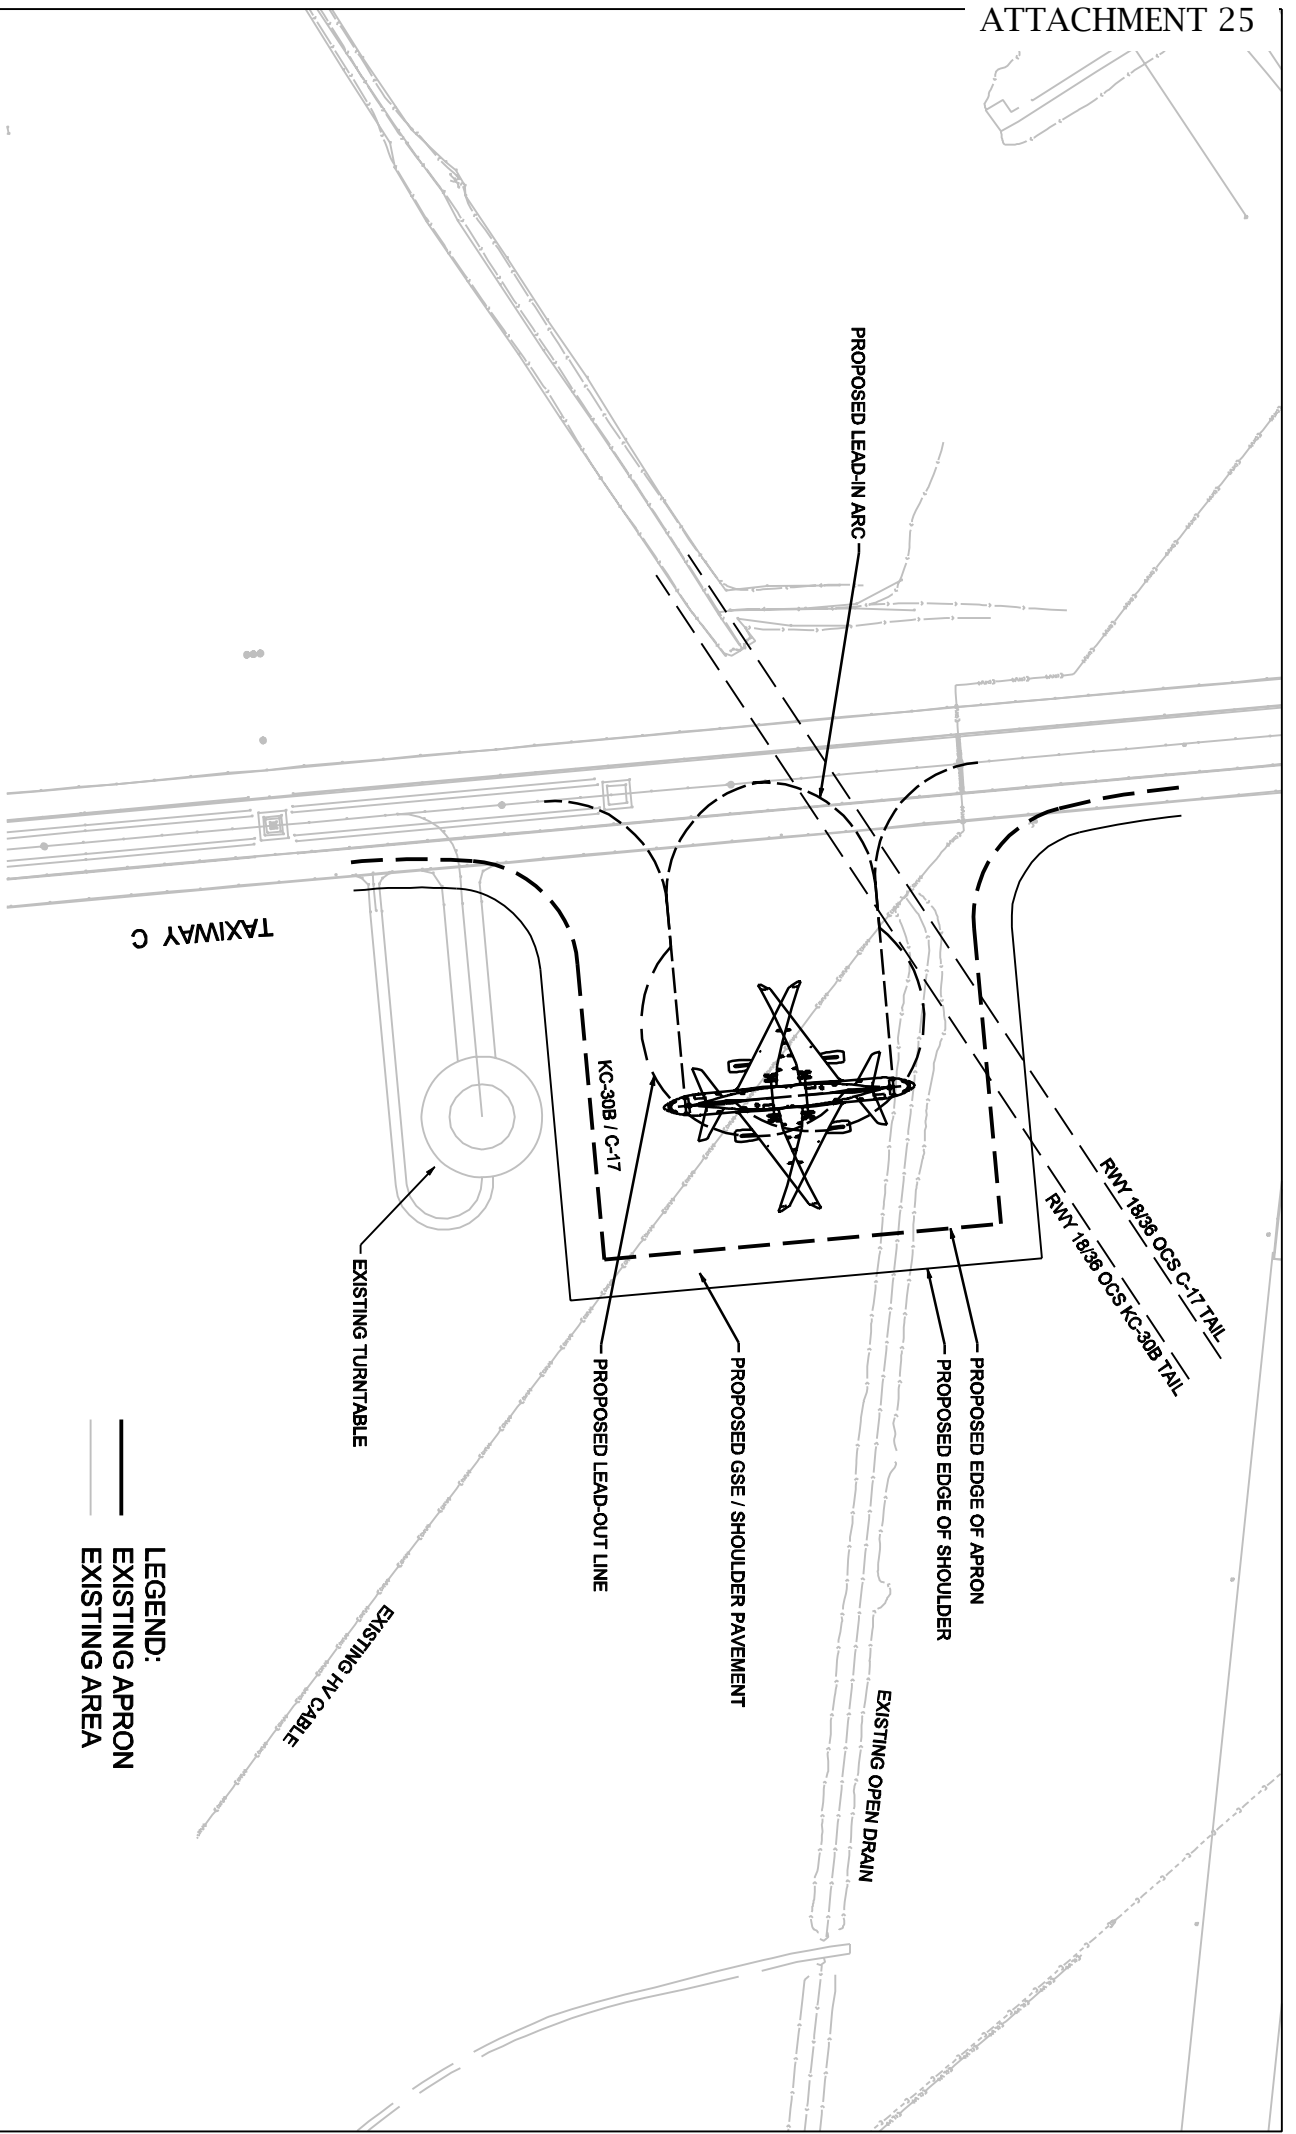 ATTACHMENT 25
PROPOSED LEAD-IN ARC
TAXIWAY C
KC-30B / C-17
RWY 18/36 OCS C-17 TAIL
RWY 18/36 OCS KC-30B TAIL
PROPOSED EDGE OF APRON
PROPOSED EDGE OF SHOULDER
PROPOSED GSE / SHOULDER PAVEMENT
PROPOSED LEAD-OUT LINE
EXISTING TURNTABLE
EXISTING HV CABLE
EXISTING OPEN DRAIN
LEGEND:
EXISTING APRON
EXISTING AREA